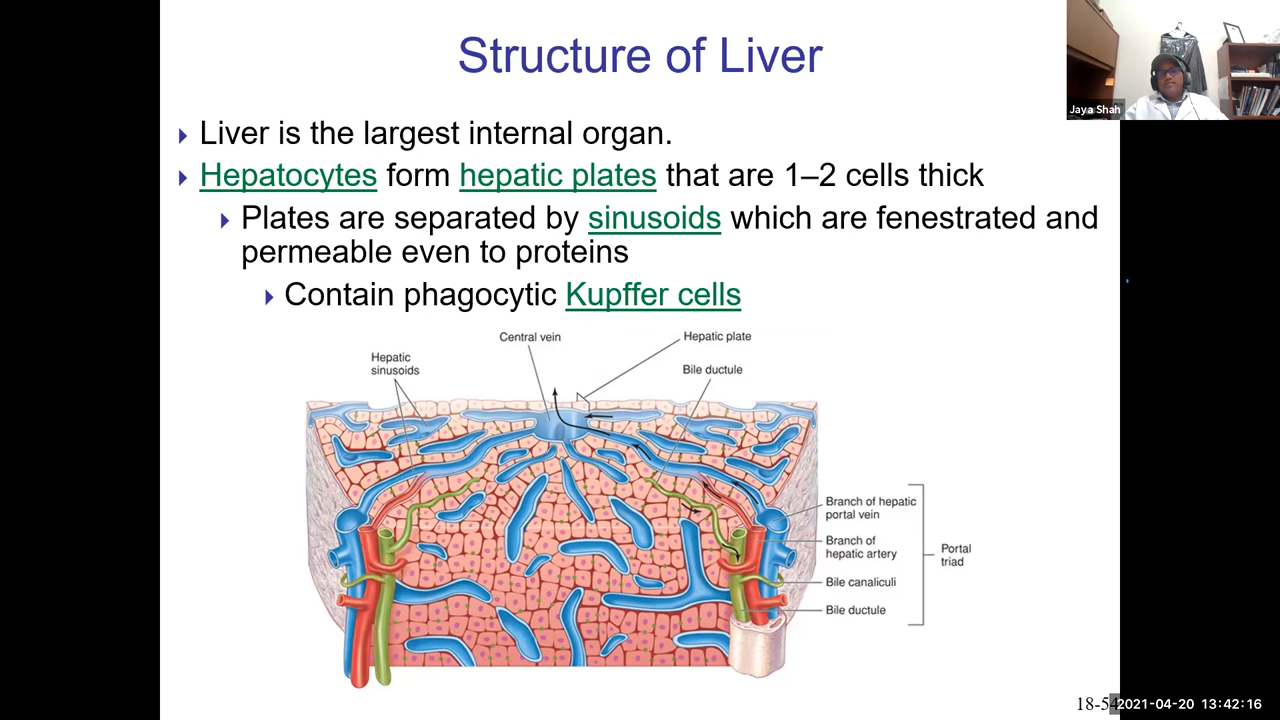 Structure of Liver
Jaya Shah
Liver is the largest internal organ.
Hepatocytes form hepatic plates that are 1–2 cells thick
Plates are separated by sinusoids which are fenestrated and
permeable even to proteins
Contain phagocytic Kupffer cells
Central vein
Hepatic plate
Hepatic
sinusoids
Bile ductule
Branch of hepatic
portal vein
Branch of
hepatic artery
Portal
triad
Bile canaliculi
Bile ductule
18-54
2021-04-20 13:42:16